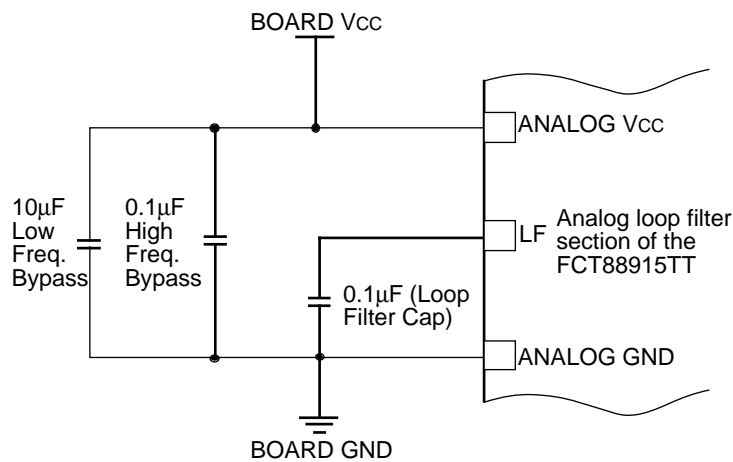 BOARD VCC
ANALOG VCC
10μF
Low
Freq.
Bypass
0.1μF
High
Freq.
Bypass
LF
Analog loop filter
section of the
FCT88915TT
0.1μF (Loop
Filter Cap)
ANALOG GND
BOARD GND